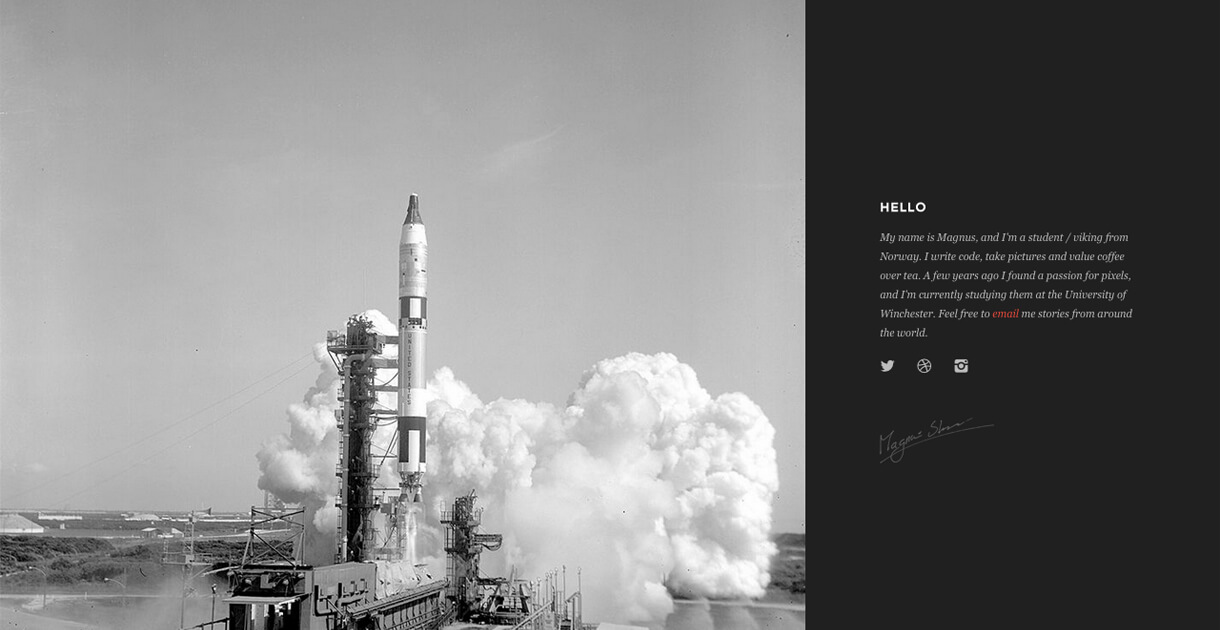 UNITED STATES
HELLO
My name is Magnus, and I'm a student / viking from
Norway. I write code, take pictures and value coffee
over tea. A few years ago I found a passion for pixels,
and I'm currently studying them at the University of
Winchester. Feel free to email me stories from around
the world.
Magnus